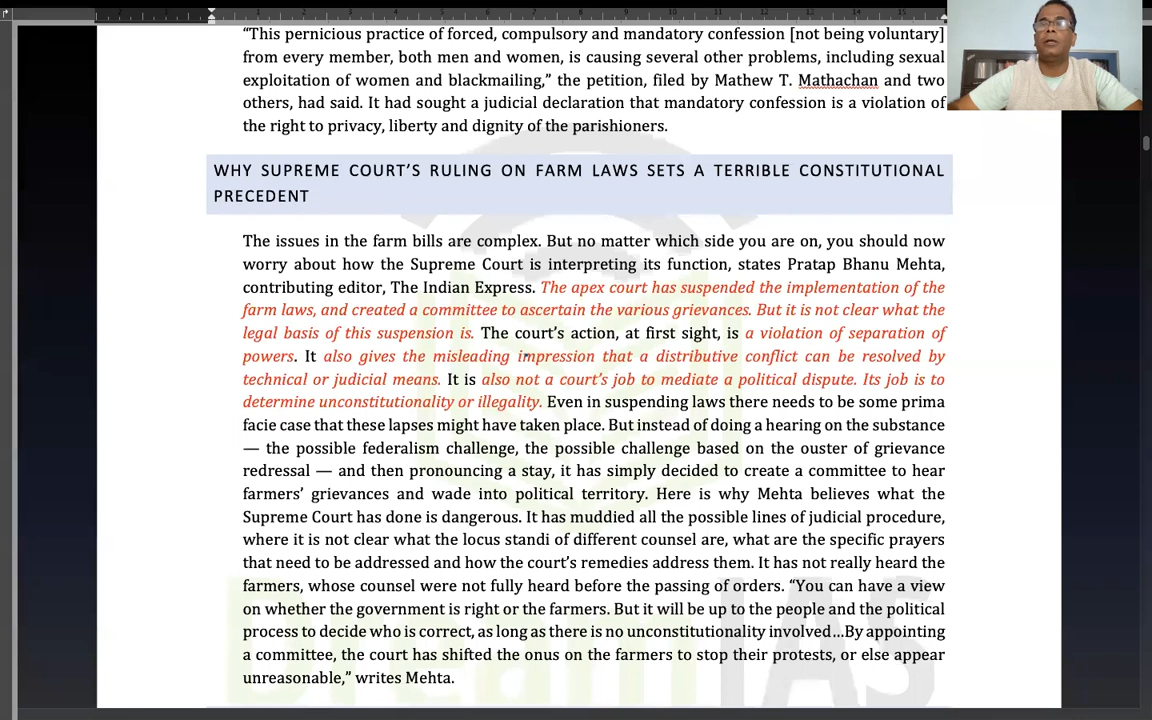 “This pernicious practice of forced, compulsory and mandatory confession [not being voluntary]
from every member, both men and women, is causing several other problems, including sexual
exploitation of women and blackmailing,” the petition, filed by Mathew T. Mathachan and two
others, had said. It had sought a judicial declaration that mandatory confession is a violation of
the right to privacy, liberty and dignity of the parishioners.
WHY SUPREME COURT’S RULING ON FARM LAWS SETS A TERRIBLE CONSTITUTIONAL
PRECEDENT
The issues in the farm bills are complex. But no matter which side you are on, you should now
worry about how the Supreme Court is interpreting its function, states Pratap Bhanu Mehta,
contributing editor, The Indian Express. The apex court has suspended the implementation of the
farm laws, and created a committee to ascertain the various grievances. But it is not clear what the
legal basis of this suspension is. The court’s action, at first sight, is a violation of separation of
powers. It also gives the misleading impression that a distributive conflict can be resolved by
technical or judicial means. It is also not a court’s job to mediate a political dispute. Its job is to
determine unconstitutionality or illegality. Even in suspending laws there needs to be some prima
facie case that these lapses might have taken place. But instead of doing a hearing on the substance
— the possible federalism challenge, the possible challenge based on the ouster of grievance
redressal — and then pronouncing a stay, it has simply decided to create a committee to hear
farmers’ grievances and wade into political territory. Here is why Mehta believes what the
Supreme Court has done is dangerous. It has muddied all the possible lines of judicial procedure,
where it is not clear what the locus standi of different counsel are, what are the specific prayers
that need to be addressed and how the court’s remedies address them. It has not really heard the
farmers, whose counsel were not fully heard before the passing of orders. “You can have a view
on whether the government is right or the farmers. But it will be up to the people and the political
process to decide who is correct, as long as there is no unconstitutionality involved…By appointing
a committee, the court has shifted the onus on the farmers to stop their protests, or else appear
unreasonable,” writes Mehta.
DreamIAS